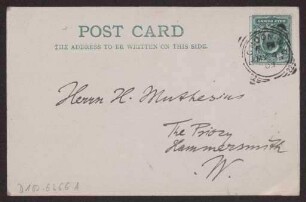 POST CARD
THE ADDRESS TO BE WRITTEN ON THIS SIDE.
Herrn H. Muthesius
The Priory
Hammersmith
W.